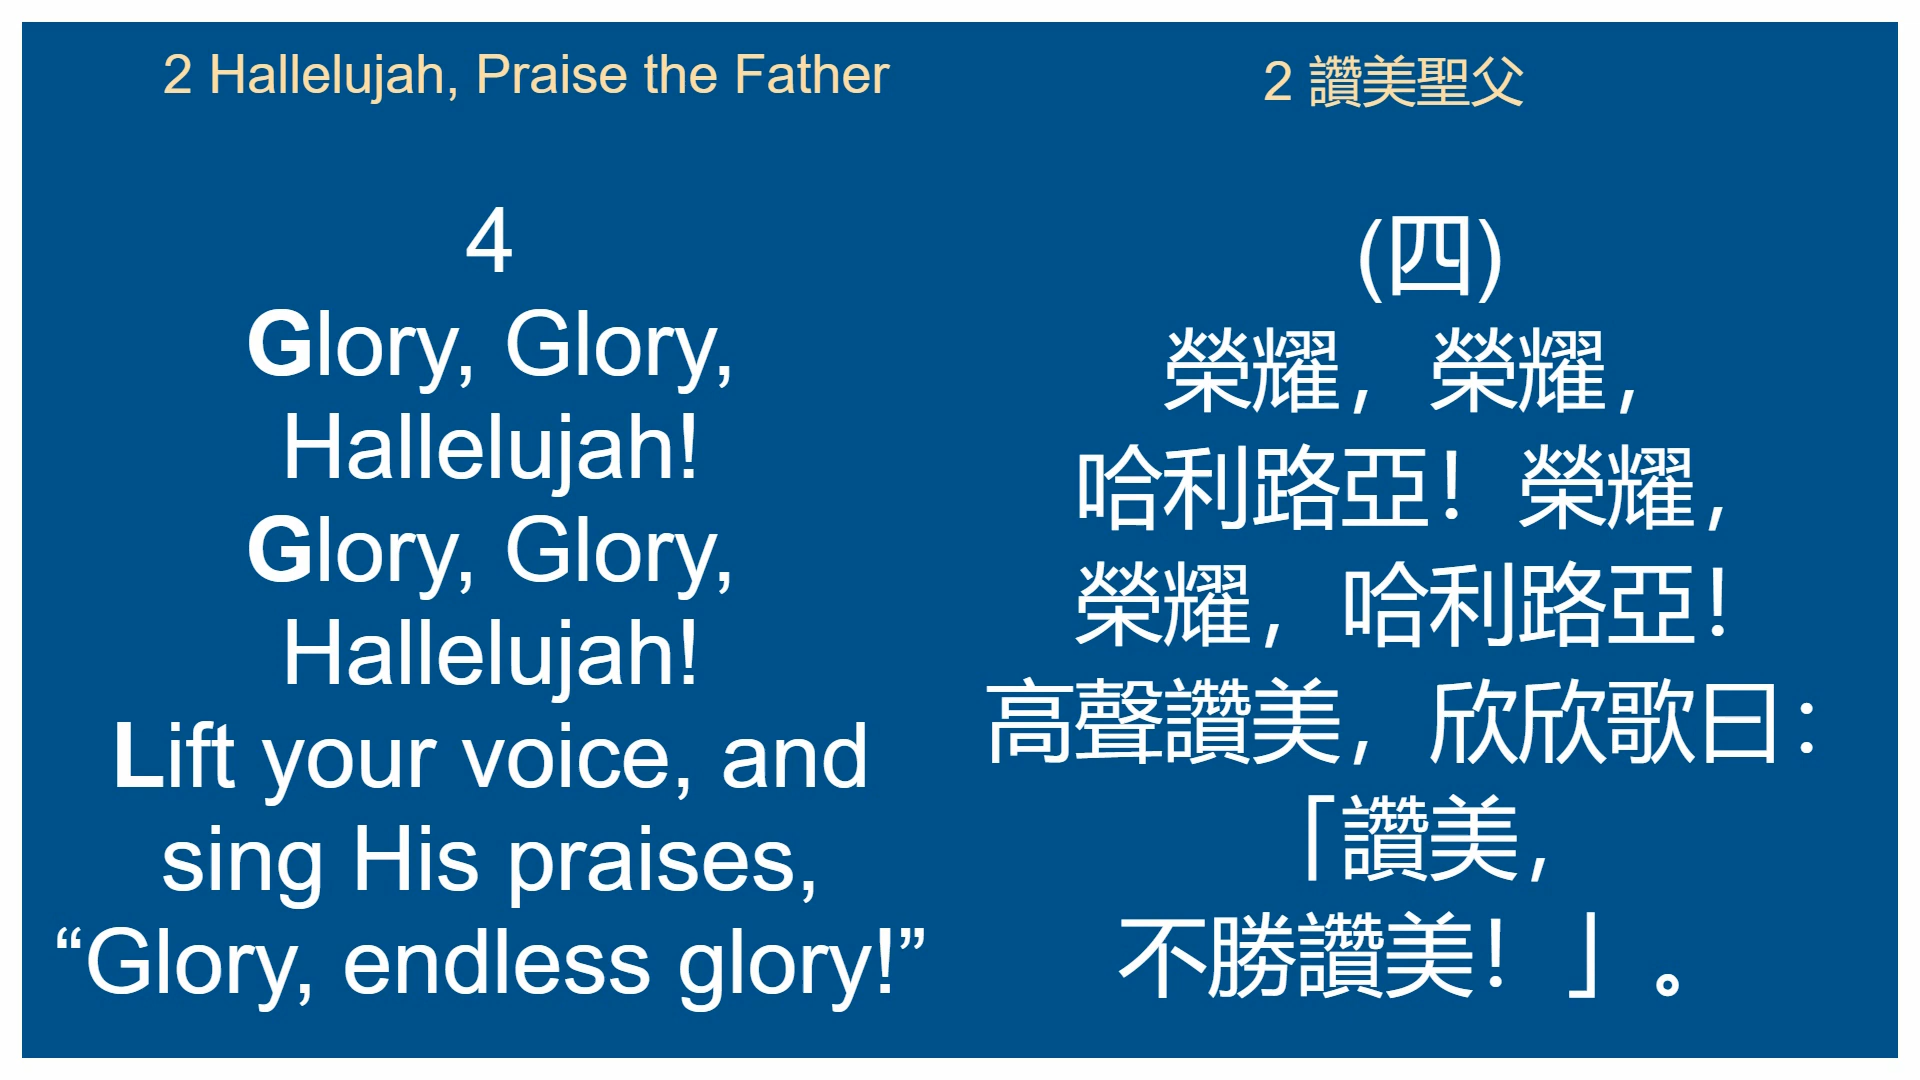 2 Hallelujah, Praise the Father
4
Glory, Glory,
Hallelujah!
Glory, Glory,
Hallelujah!
Lift your voice, and
sing His praises,
“Glory, endless glory!”
2 讚美聖父
(四)
榮耀，榮耀，
哈利路亞！榮耀，
榮耀，哈利路亞！
高聲讚美，欣欣歌曰：
「讚美，
不勝讚美！」。